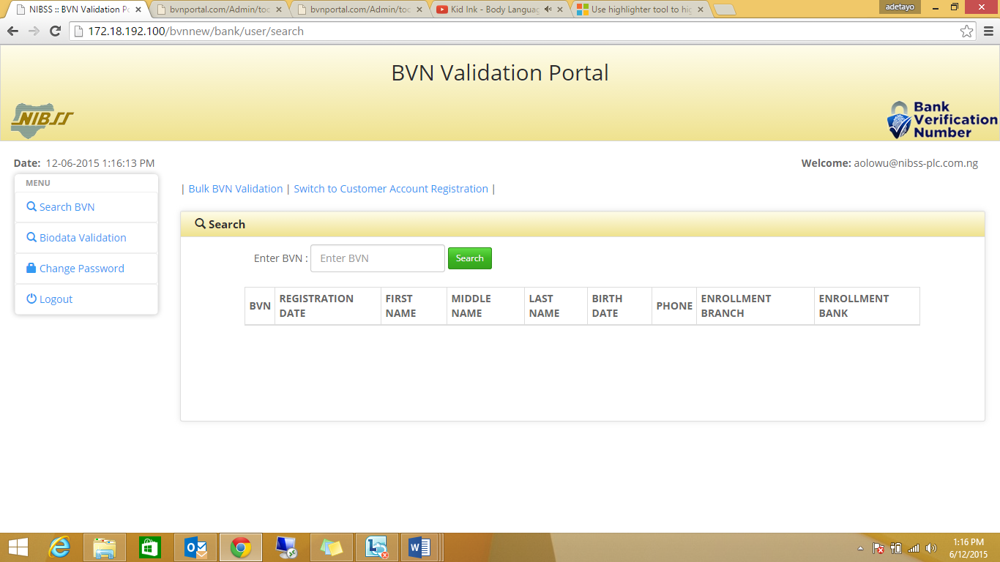 NIBSS :: BVN Validation Po
bvnportal.com/Admin/too
bvnportal.com/Admin/too
Kid Ink - Body Languag
Use highlighter tool to hig
adetayo
172.18.192.100/bvnnew/bank/user/search
BVN Validation Portal
NIBSS
Bank
Verification
Number
Date: 12-06-2015 1:16:13 PM
Welcome: aolowu@nibss-plc.com.ng
MENU
Search BVN
Biodata Validation
Change Password
Logout
| Bulk BVN Validation | Switch to Customer Account Registration |
Search
Enter BVN : Enter BVN Search
BVN REGISTRATION DATE FIRST NAME MIDDLE NAME LAST NAME BIRTH DATE PHONE ENROLLMENT BRANCH ENROLLMENT BANK
1:16 PM
6/12/2015